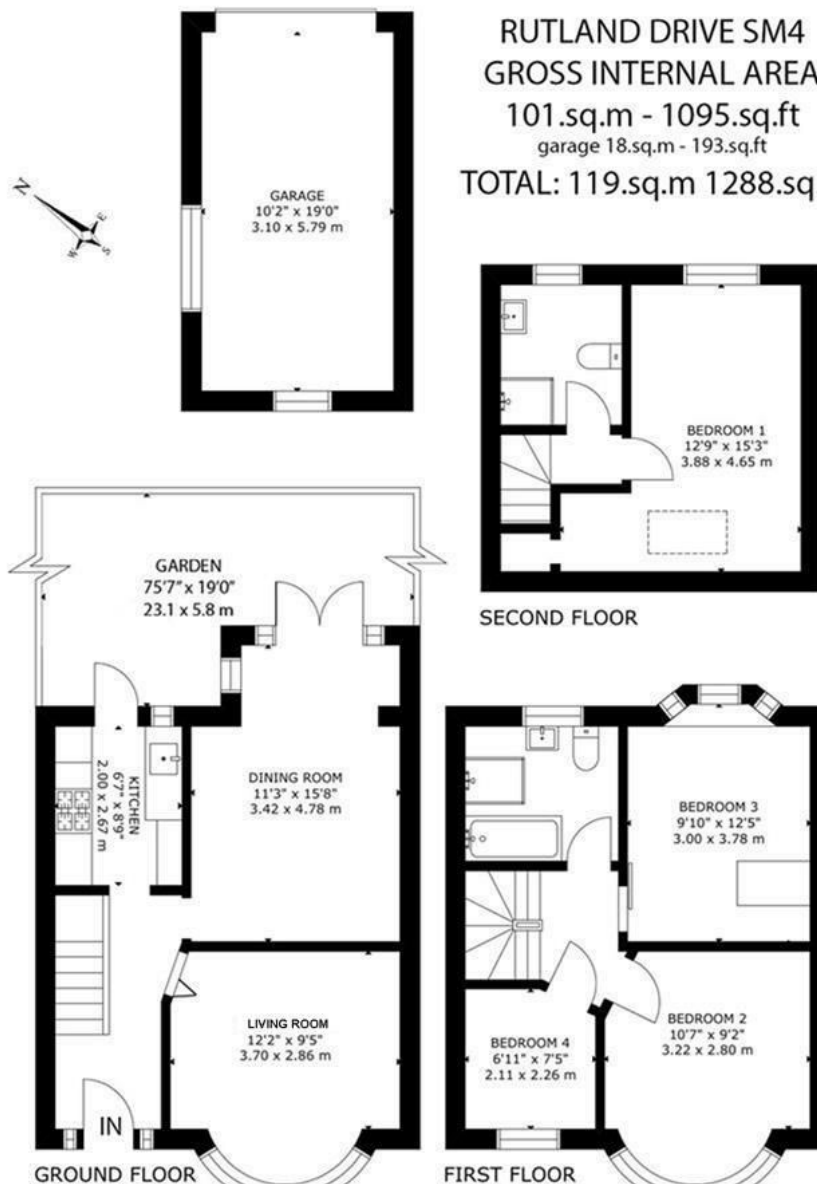 RUTLAND DRIVE SM4
GROSS INTERNAL AREA
101.sq.m - 1095.sq.ft
garage 18.sq.m - 193.sq.ft
TOTAL: 119.sq.m 1288.sq
N
E
S
W
GARAGE
10'2" x 19'0"
3.10 x 5.79 m
BEDROOM 1
12'9" x 15'3"
3.88 x 4.65 m
SECOND FLOOR
GARDEN
75'7" x 19'0"
23.1 x 5.8 m
KITCHEN
6'7" x 8'9"
2.00 x 2.67 m
DINING ROOM
11'3" x 15'8"
3.42 x 4.78 m
LIVING ROOM
12'2" x 9'5"
3.70 x 2.86 m
IN
GROUND FLOOR
BEDROOM 3
9'10" x 12'5"
3.00 x 3.78 m
BEDROOM 2
10'7" x 9'2"
3.22 x 2.80 m
BEDROOM 4
6'11" x 7'5"
2.11 x 2.26 m
FIRST FLOOR